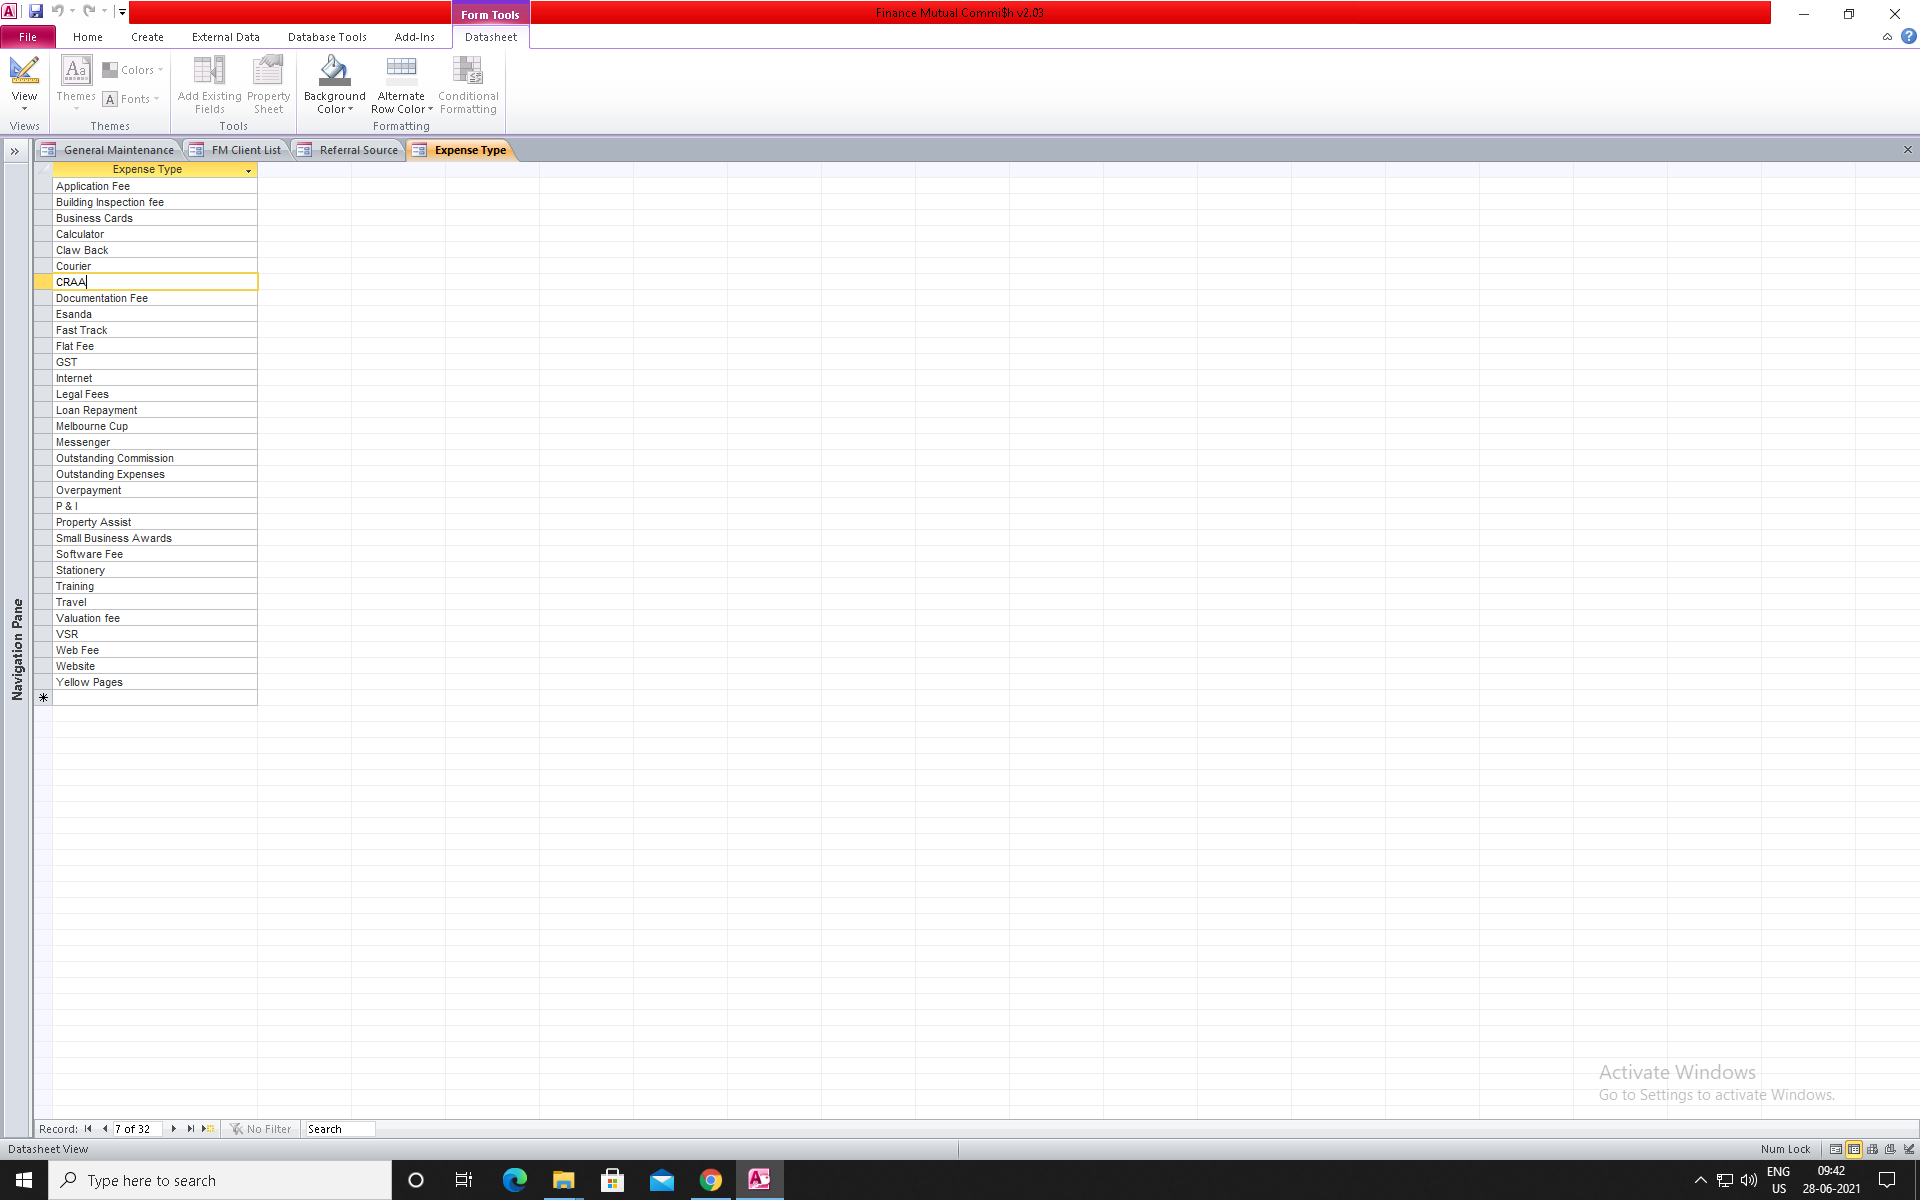 Form Tools
Finance Mutual Commi$h v2.03
File
Home
Create
External Data
Database Tools
Add-Ins
Datasheet
View
Themes
Colors
Fonts
Add Existing Fields
Property Sheet
Background Color
Alternate Row Color
Conditional Formatting
Views
Themes
Tools
Formatting
General Maintenance
FM Client List
Referral Source
Expense Type
Expense Type
Application Fee
Building Inspection fee
Business Cards
Calculator
Claw Back
Courier
CRAA
Documentation Fee
Esanda
Fast Track
Flat Fee
GST
Internet
Legal Fees
Loan Repayment
Melbourne Cup
Messenger
Outstanding Commission
Outstanding Expenses
Overpayment
P & I
Property Assist
Small Business Awards
Software Fee
Stationery
Training
Travel
Valuation fee
VSR
Web Fee
Website
Yellow Pages
Navigation Pane
Activate Windows
Go to Settings to activate Windows.
Record: 7 of 32 No Filter Search
Datasheet View
Num Lock
Type here to search
ENG
US
09:42
28-06-2021